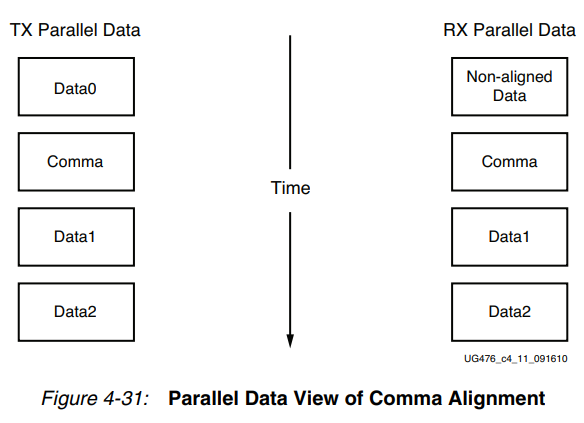 TX Parallel Data
RX Parallel Data
Data0
Non-aligned
Data
Comma
Comma
Time
Data1
Data1
Data2
Data2
UG476_c4_11_091610
Figure 4-31: Parallel Data View of Comma Alignment